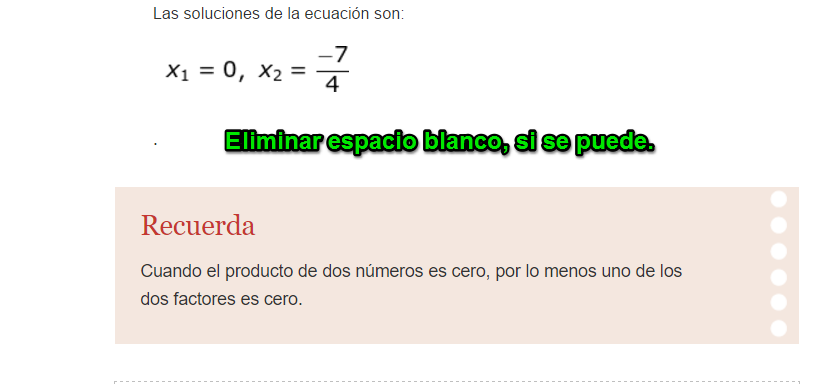 Las soluciones de la ecuación son:
x₁ = 0, x₂ = −7/4
.
Eliminar espacio blanco, si se puede.
Recuerda
Cuando el producto de dos números es cero, por lo menos uno de los
dos factores es cero.